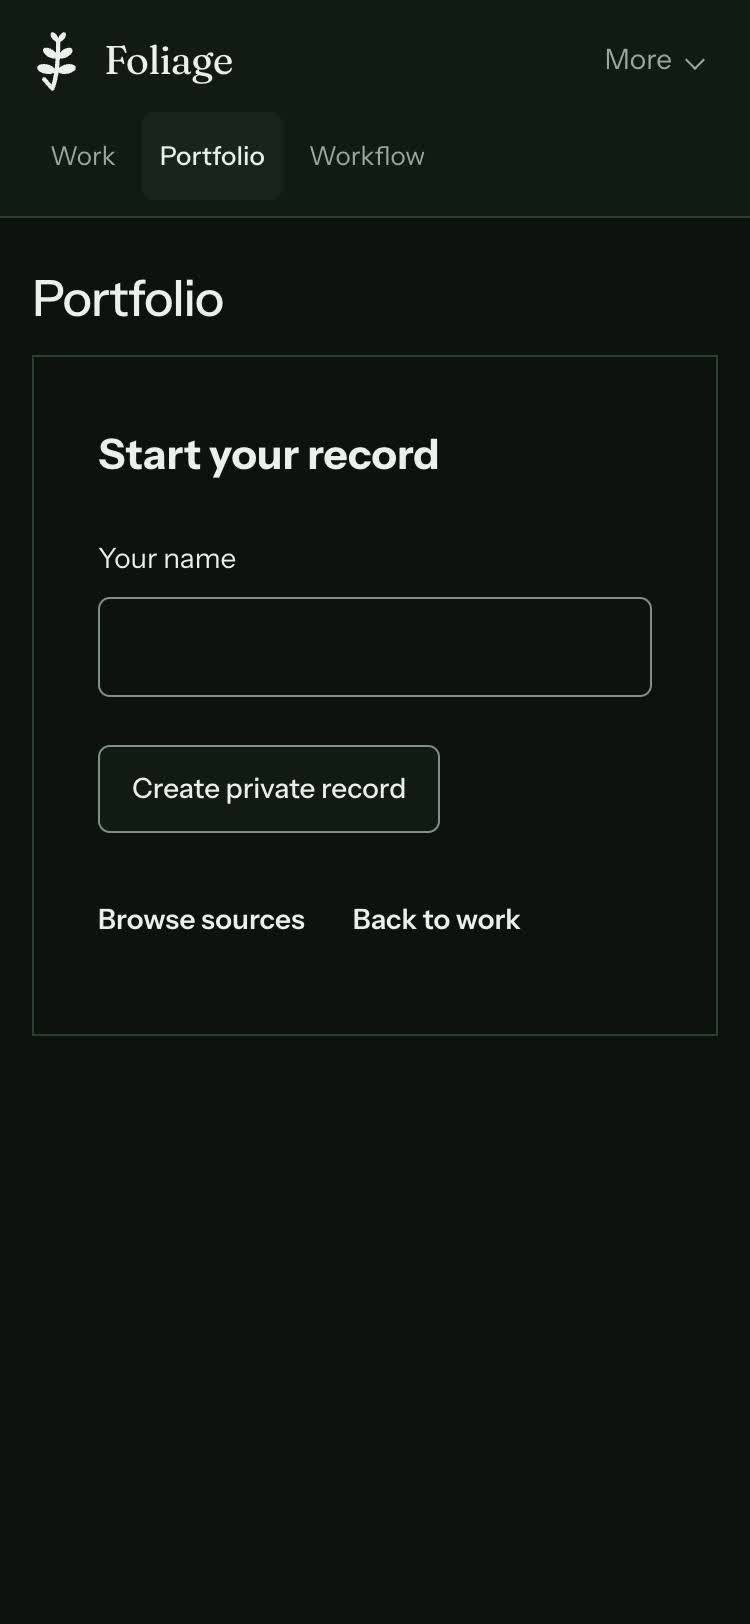 Foliage
More
Work Portfolio Workflow
Portfolio
Start your record
Your name
Create private record
Browse sources Back to work